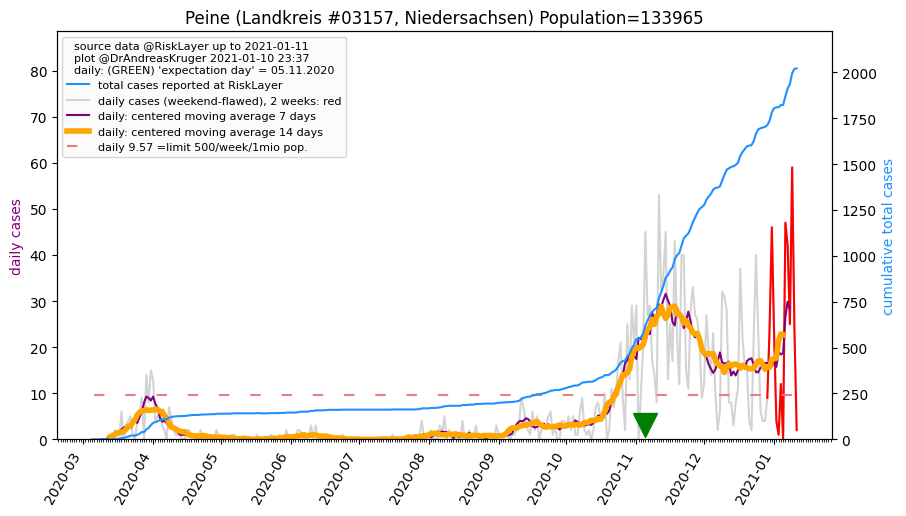 Peine (Landkreis #03157, Niedersachsen) Population=133965
source data @RiskLayer up to 2021-01-11
plot @DrAndreasKruger 2021-01-10 23:37
daily: (GREEN) 'expectation day' = 05.11.2020
total cases reported at RiskLayer
daily cases (weekend-flawed), 2 weeks: red
daily: centered moving average 7 days
daily: centered moving average 14 days
daily 9.57 =limit 500/week/1mio pop.
daily cases
80
70
60
50
40
30
20
10
0
cumulative total cases
2000
1750
1500
1250
1000
750
500
250
0
2020-03
2020-04
2020-05
2020-06
2020-07
2020-08
2020-09
2020-10
2020-11
2020-12
2021-01